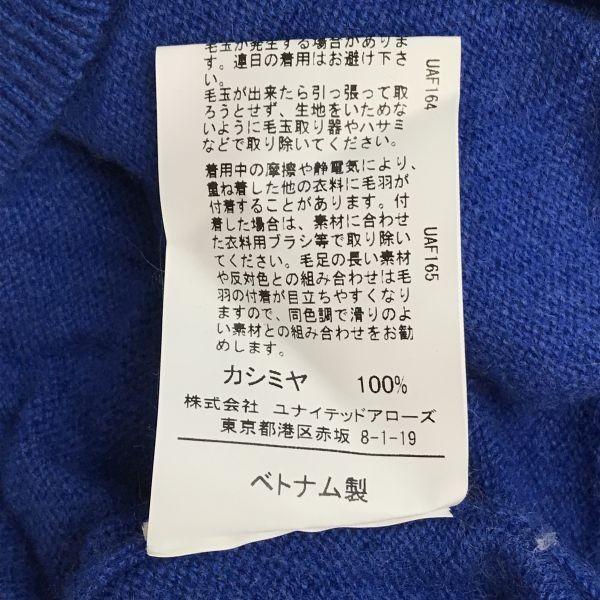 毛玉が発生する場合がありま
す。連日の着用はお避け下さ
い。
毛玉が出来たら引っ張って取
ろうとせず、生地をいためな
いように毛玉取り器やハサミ
などで取り除いてください。
UAF164
着用中の摩擦や静電気により、
重ね着した他の衣料に毛羽が
付着することがあります。付
着した場合は、素材に合わせ
た衣料用ブラシ等で取り除い
てください。毛足の長い素材
や反対色との組み合わせは毛
羽の付着が目立ちやすくなり
ますので、同色調で滑りのよ
い素材との組み合わせをお勧
めします。
UAF165
カシミヤ 100%
株式会社 ユナイテッドアローズ
東京都港区赤坂 8-1-19
ベトナム製